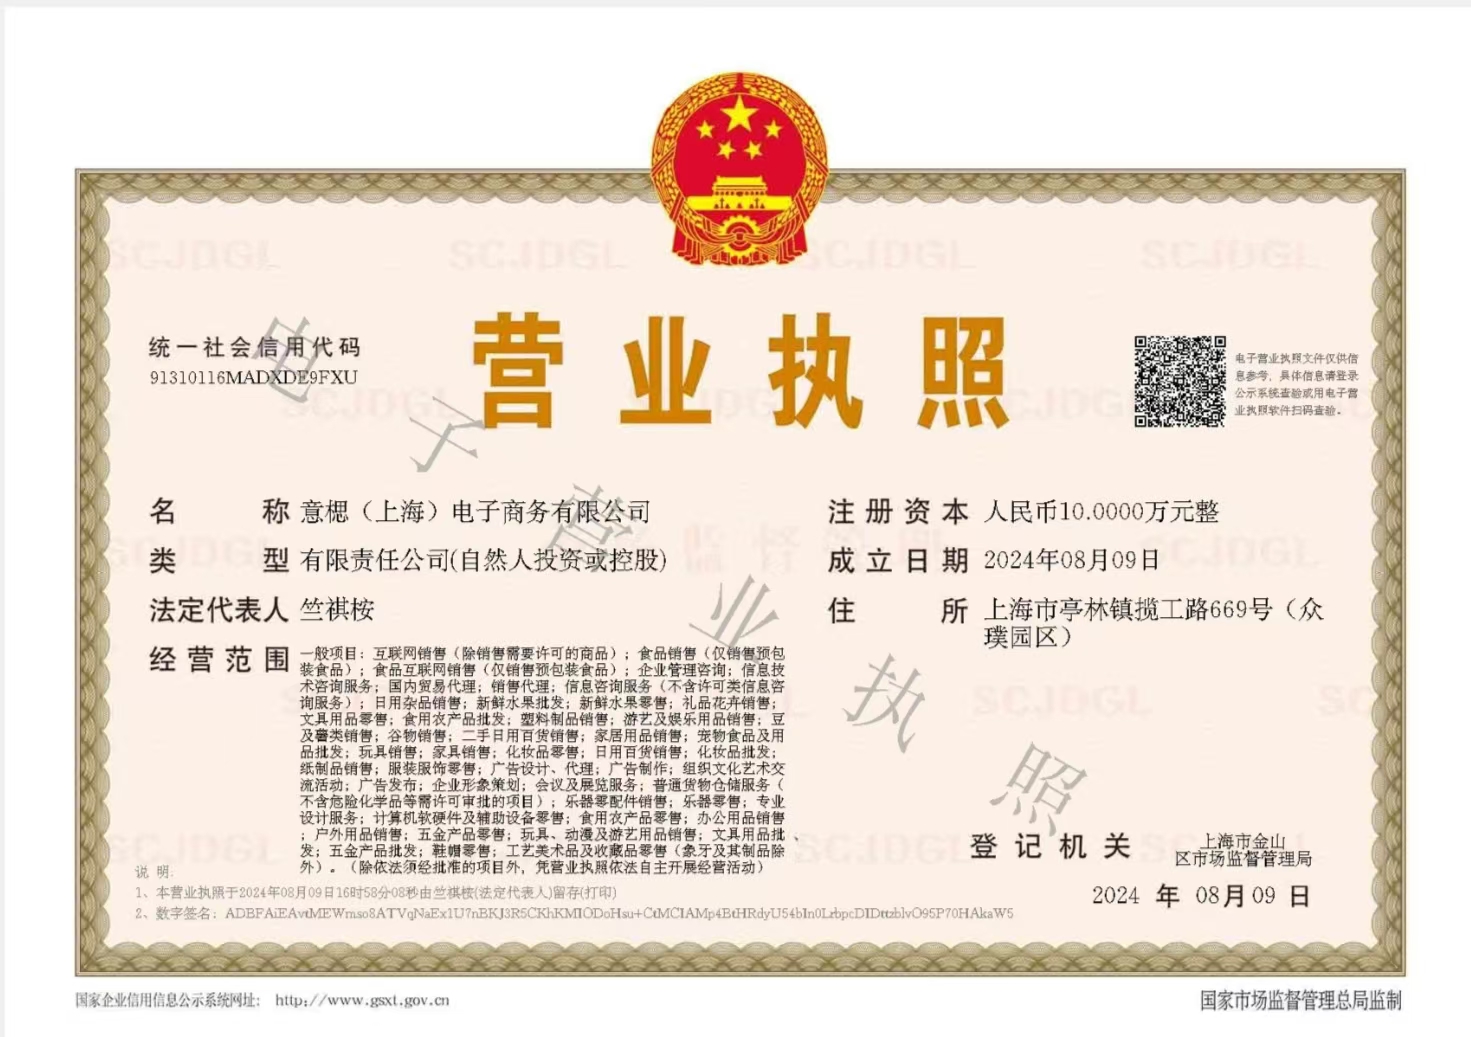 统一社会信用代码
91310116MADXDE9FXU
营业执照
电子营业执照文件仅供信
息参考，具体信息请登录
公示系统查验或用电子营
业执照软件扫码查验。
名称 意楒（上海）电子商务有限公司
类型 有限责任公司(自然人投资或控股)
法定代表人 竺祺桉
经营范围 一般项目：互联网销售（除销售需要许可的商品）；食品销售（仅销售预包
装食品）；食品互联网销售（仅销售预包装食品）；企业管理咨询；信息技
术咨询服务；国内贸易代理；销售代理；信息咨询服务（不含许可类信息咨
询服务）；日用杂品销售；新鲜水果批发；新鲜水果零售；礼品花卉销售；
文具用品零售；食用农产品批发；塑料制品销售；游艺及娱乐用品销售；豆
及薯类销售；谷物销售；二手日用百货销售；家居用品销售；宠物食品及用
品批发；玩具销售；家具销售；化妆品零售；日用百货销售；化妆品批发；
纸制品销售；服装服饰零售；广告设计、代理；广告制作；组织文化艺术交
流活动；广告发布；企业形象策划；会议及展览服务；普通货物仓储服务（
不含危险化学品等需许可审批的项目）；乐器零配件销售；乐器零售；专业
设计服务；计算机软硬件及辅助设备零售；食用农产品零售；办公用品销售
；户外用品销售；五金产品零售；玩具、动漫及游艺用品销售；文具用品批
发；五金产品批发；鞋帽零售；工艺美术品及收藏品零售（象牙及其制品除
外）。（除依法须经批准的项目外，凭营业执照依法自主开展经营活动）
注册资本 人民币10.0000万元整
成立日期 2024年08月09日
住所 上海市亭林镇揽工路669号（众
璞园区）
登记机关 上海市金山
区市场监督管理局
2024 年 08月09 日
说 明:
1、本营业执照于2024年08月09日16时58分08秒由竺祺桉(法定代表人)留存(打印)
2、数字签名：
国家企业信用信息公示系统网址： http://www.gsxt.gov.cn
国家市场监督管理总局监制
电子营业执照
SCJDGL